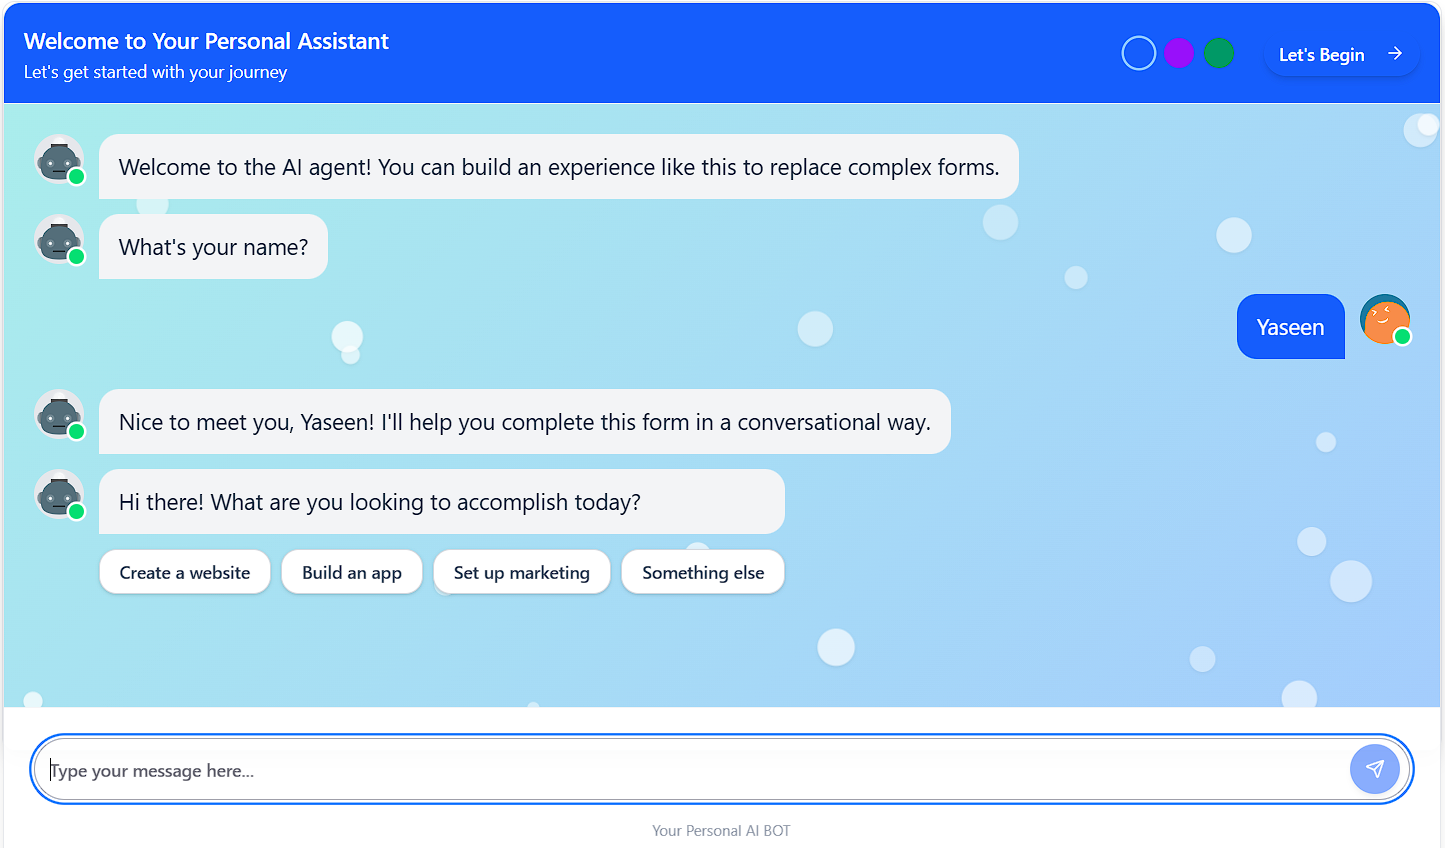 Welcome to Your Personal Assistant
Let's get started with your journey
Let's Begin
Welcome to the AI agent! You can build an experience like this to replace complex forms.
What's your name?
Yaseen
Nice to meet you, Yaseen! I'll help you complete this form in a conversational way.
Hi there! What are you looking to accomplish today?
Create a website
Build an app
Set up marketing
Something else
Type your message here...
Your Personal AI BOT